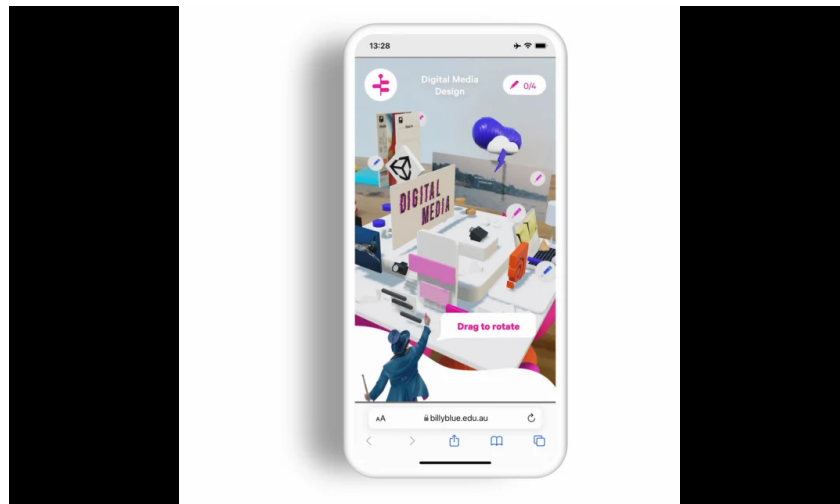 13:28
Digital Media
Design
0/4
DIGITAL
MEDIA
Drag to rotate
AA
billyblue.edu.au